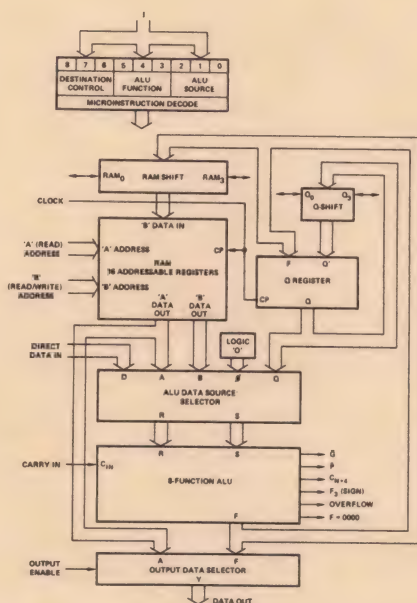 I
8 7 6 5 4 3 2 1 0
DESTINATION CONTROL ALU FUNCTION ALU SOURCE
MICROINSTRUCTION DECODE
RAM0 RAM SHIFT RAM3
Q0 Q3
Q-SHIFT
CLOCK
'B' DATA IN
'A' (READ) ADDRESS
'A' ADDRESS
CP
RAM
16 ADDRESSABLE REGISTERS
'B' (READ/WRITE) ADDRESS
'B' ADDRESS
'A' DATA OUT
'B' DATA OUT
F Q'
Q REGISTER
CP Q
LOGIC '0'
DIRECT DATA IN
D A B Q
ALU DATA SOURCE SELECTOR
R S
R S
CARRY IN
CIN
8-FUNCTION ALU
F
G̅
P̅
CN+4
F3 (SIGN)
OVERFLOW
F = 0000
OUTPUT ENABLE
A F
OUTPUT DATA SELECTOR
Y
DATA OUT